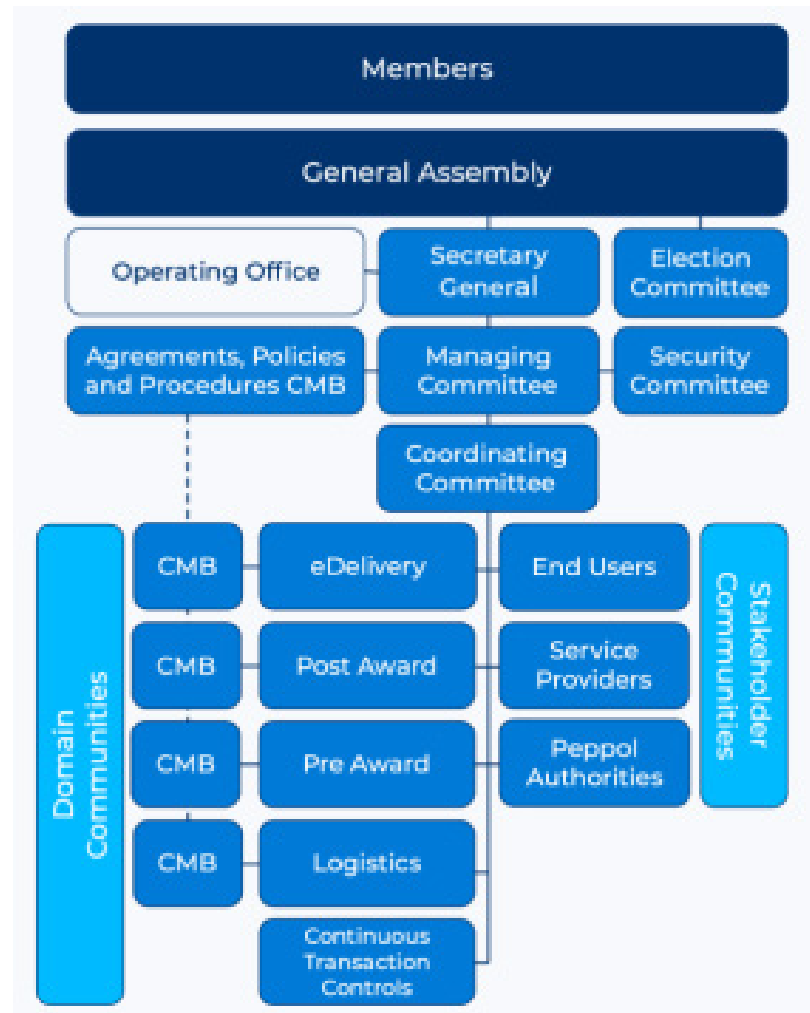 Members
General Assembly
Operating Office
Secretary
General
Election
Committee
Agreements, Policies
and Procedures CMB
Managing
Committee
Security
Committee
Coordinating
Committee
Domain
Communities
CMB
eDelivery
End Users
Stakeholder
Communities
CMB
Post Award
Service
Providers
CMB
Pre Award
Peppol
Authorities
CMB
Logistics
Continuous
Transaction
Controls